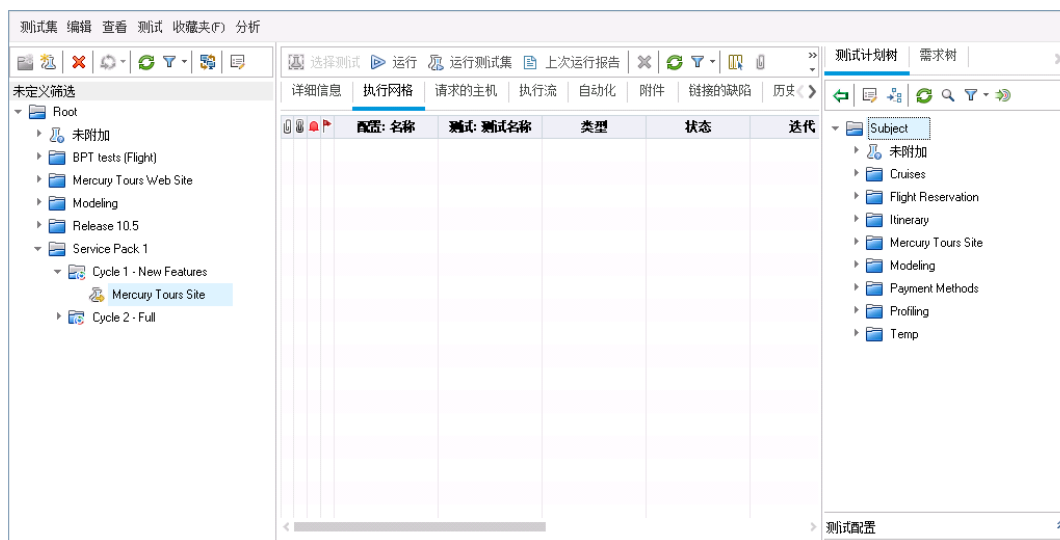 测试集 编辑 查看 测试 收藏夹(F) 分析
选择测试 运行 运行测试集 上次运行报告
测试计划树 需求树
未定义筛选
详细信息 执行网格 请求的主机 执行流 自动化 附件 链接的缺陷 历史
配置: 名称 测试: 测试名称 类型 状态 迭代
Root
未附加
BPT tests (Flight)
Mercury Tours Web Site
Modeling
Release 10.5
Service Pack 1
Cycle 1 - New Features
Mercury Tours Site
Cycle 2 - Full
Subject
未附加
Cruises
Flight Reservation
Itinerary
Mercury Tours Site
Modeling
Payment Methods
Profiling
Temp
测试配置